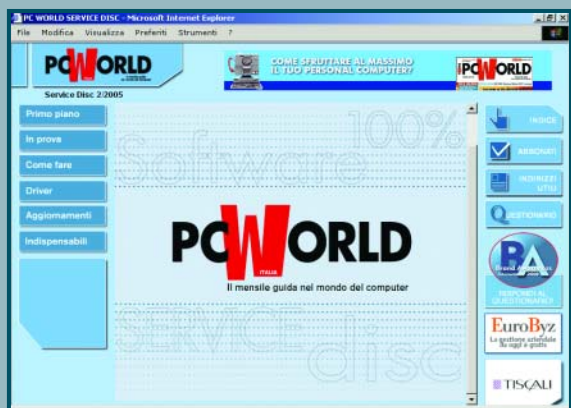 PC WORLD SERVICE DISC - Microsoft Internet Explorer
File Modifica Visualizza Preferiti Strumenti ?
PCWORLD
COME SFRUTTARE AL MASSIMO
IL TUO PERSONAL COMPUTER?
PCWORLD
Service Disc 2/2005
Primo piano
In prova
Come fare
Driver
Aggiornamenti
Indispensabili
100%
Software
PCWORLD
ITALIA
Il mensile guida nel mondo del computer
SERVICE
disc
INDICE
ABBONATI
INDIRIZZI
UTILI
QUESTIONARIO
BA
RISPONDI AL
QUESTIONARIO!
EuroByz
La gestione aziendale
da oggi è gratis
TISCALI